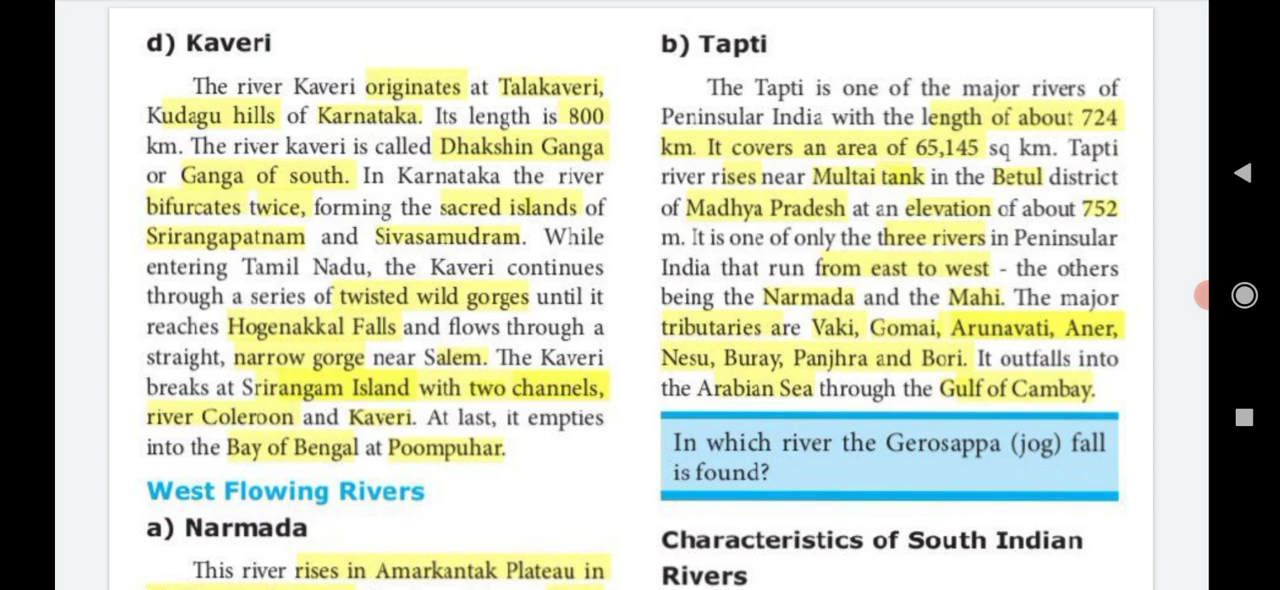 d) Kaveri
The river Kaveri originates at Talakaveri,
Kudagu hills of Karnataka. Its length is 800
km. The river kaveri is called Dhakshin Ganga
or Ganga of south. In Karnataka the river
bifurcates twice, forming the sacred islands of
Srirangapatnam and Sivasamudram. While
entering Tamil Nadu, the Kaveri continues
through a series of twisted wild gorges until it
reaches Hogenakkal Falls and flows through a
straight, narrow gorge near Salem. The Kaveri
breaks at Srirangam Island with two channels,
river Coleroon and Kaveri. At last, it empties
into the Bay of Bengal at Poompuhar.
West Flowing Rivers
a) Narmada
This river rises in Amarkantak Plateau in
b) Tapti
The Tapti is one of the major rivers of
Peninsular India with the length of about 724
km. It covers an area of 65,145 sq km. Tapti
river rises near Multai tank in the Betul district
of Madhya Pradesh at an elevation of about 752
m. It is one of only the three rivers in Peninsular
India that run from east to west - the others
being the Narmada and the Mahi. The major
tributaries are Vaki, Gomai, Arunavati, Aner,
Nesu, Buray, Panjhra and Bori. It outfalls into
the Arabian Sea through the Gulf of Cambay.
In which river the Gerosappa (jog) fall
is found?
Characteristics of South Indian
Rivers